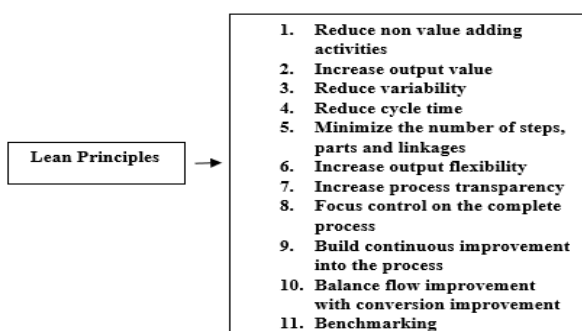 Lean Principles
1. Reduce non value adding
activities
2. Increase output value
3. Reduce variability
4. Reduce cycle time
5. Minimize the number of steps,
parts and linkages
6. Increase output flexibility
7. Increase process transparency
8. Focus control on the complete
process
9. Build continuous improvement
into the process
10. Balance flow improvement
with conversion improvement
11. Benchmarking